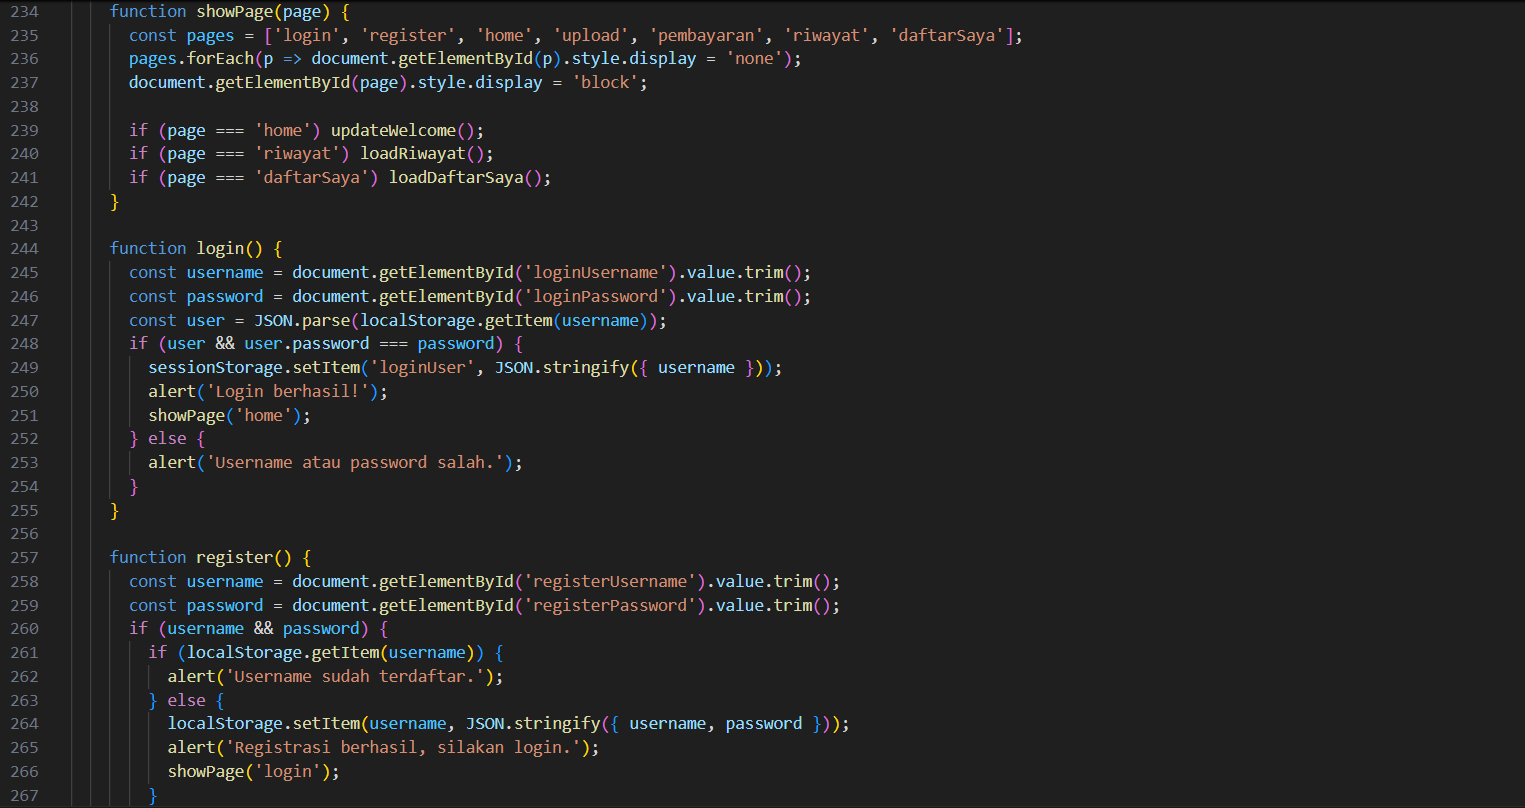 234 function showPage(page) {
235 const pages = ['login', 'register', 'home', 'upload', 'pembayaran', 'riwayat', 'daftarSaya'];
236 pages.forEach(p => document.getElementById(p).style.display = 'none');
237 document.getElementById(page).style.display = 'block';
238
239 if (page === 'home') updateWelcome();
240 if (page === 'riwayat') loadRiwayat();
241 if (page === 'daftarSaya') loadDaftarSaya();
242 }
243
244 function login() {
245 const username = document.getElementById('loginUsername').value.trim();
246 const password = document.getElementById('loginPassword').value.trim();
247 const user = JSON.parse(localStorage.getItem(username));
248 if (user && user.password === password) {
249 sessionStorage.setItem('loginUser', JSON.stringify({ username }));
250 alert('Login berhasil!');
251 showPage('home');
252 } else {
253 alert('Username atau password salah.');
254 }
255 }
256
257 function register() {
258 const username = document.getElementById('registerUsername').value.trim();
259 const password = document.getElementById('registerPassword').value.trim();
260 if (username && password) {
261 if (localStorage.getItem(username)) {
262 alert('Username sudah terdaftar.');
263 } else {
264 localStorage.setItem(username, JSON.stringify({ username, password }));
265 alert('Registrasi berhasil, silakan login.');
266 showPage('login');
267 }